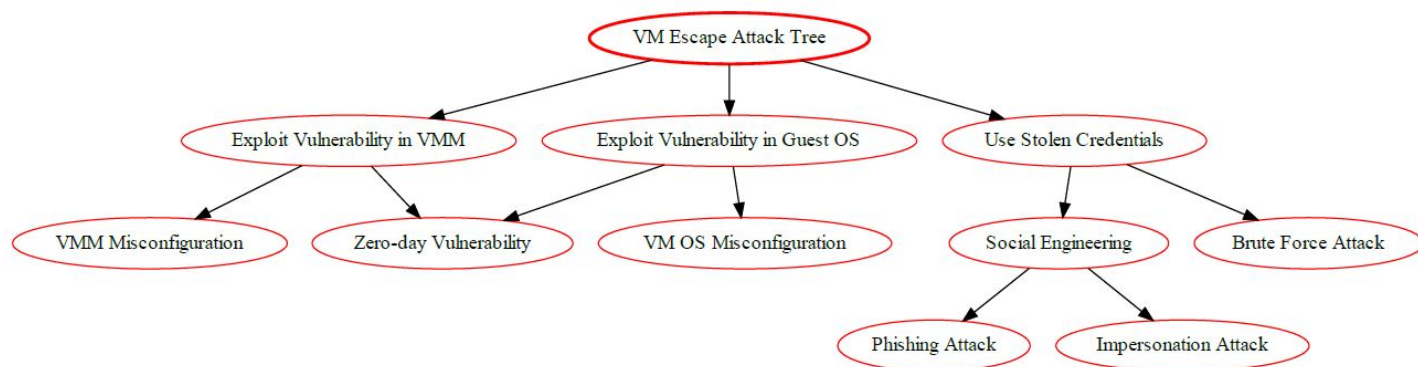 VM Escape Attack Tree
Exploit Vulnerability in VMM
Exploit Vulnerability in Guest OS
Use Stolen Credentials
VMM Misconfiguration
Zero-day Vulnerability
VM OS Misconfiguration
Social Engineering
Brute Force Attack
Phishing Attack
Impersonation Attack